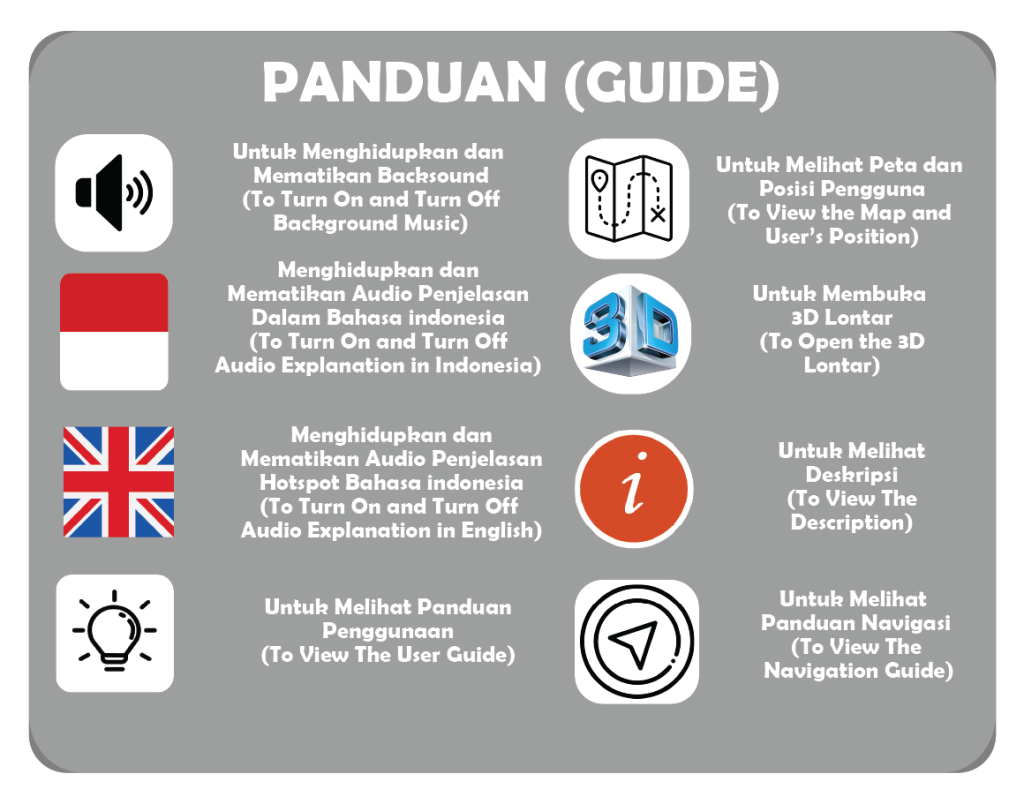 PANDUAN (GUIDE)
Untuk Menghidupkan dan
Mematikan Backsound
(To Turn On and Turn Off
Background Music)
Menghidupkan dan
Mematikan Audio Penjelasan
Dalam Bahasa indonesia
(To Turn On and Turn Off
Audio Explanation in Indonesia)
Menghidupkan dan
Mematikan Audio Penjelasan
Hotspot Bahasa indonesia
(To Turn On and Turn Off
Audio Explanation in English)
Untuk Melihat Panduan
Penggunaan
(To View The User Guide)
Untuk Melihat Peta dan
Posisi Pengguna
(To View the Map and
User's Position)
3D
Untuk Membuka
3D Lontar
(To Open the 3D
Lontar)
i
Untuk Melihat
Deskripsi
(To View The
Description)
Untuk Melihat
Panduan Navigasi
(To View The
Navigation Guide)